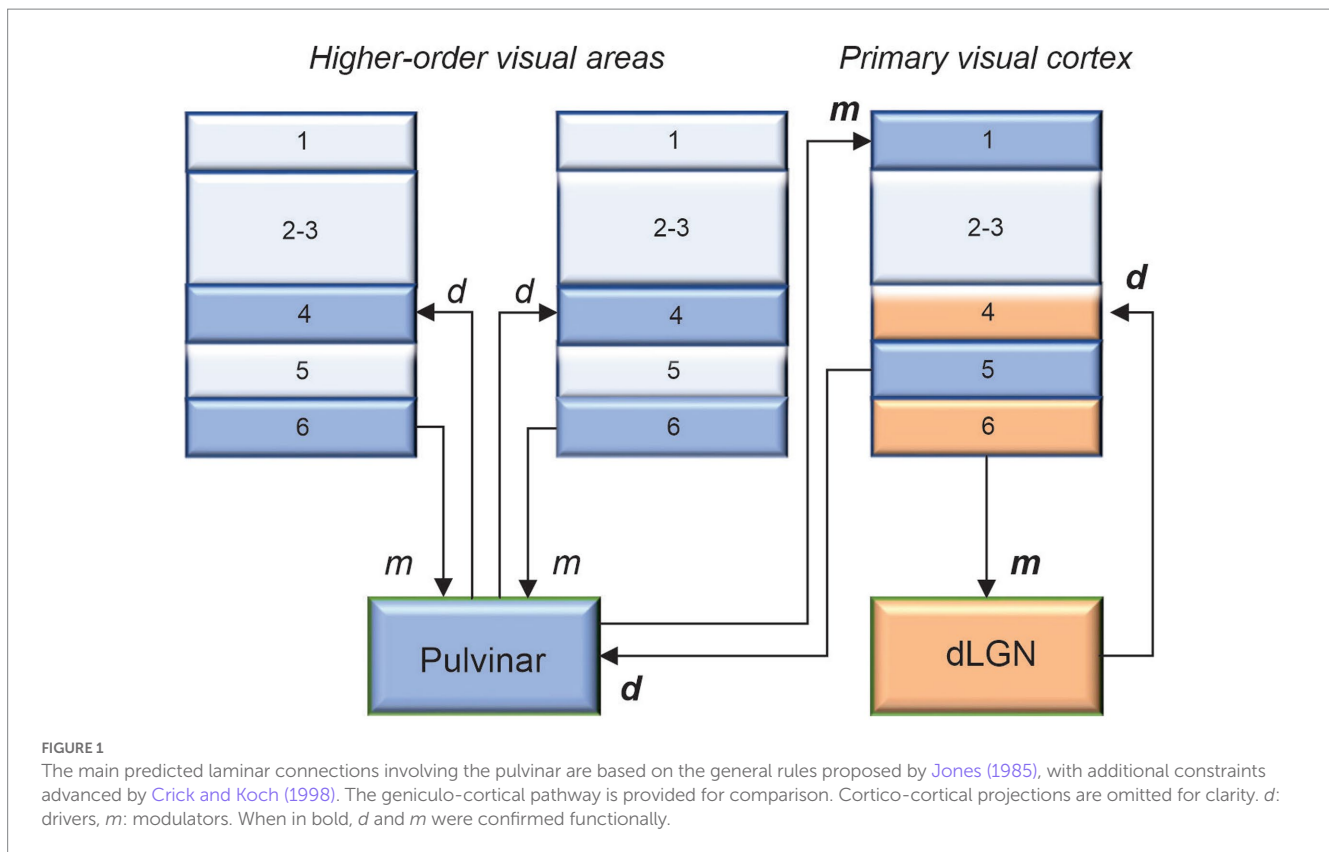 Higher-order visual areas
Primary visual cortex
m
1
1
1
2-3
2-3
2-3
d
d
d
4
4
4
5
5
5
6
6
6
m
m
m
Pulvinar
dLGN
d
FIGURE 1
The main predicted laminar connections involving the pulvinar are based on the general rules proposed by Jones (1985), with additional constraints
advanced by Crick and Koch (1998). The geniculo-cortical pathway is provided for comparison. Cortico-cortical projections are omitted for clarity. d:
drivers, m: modulators. When in bold, d and m were confirmed functionally.